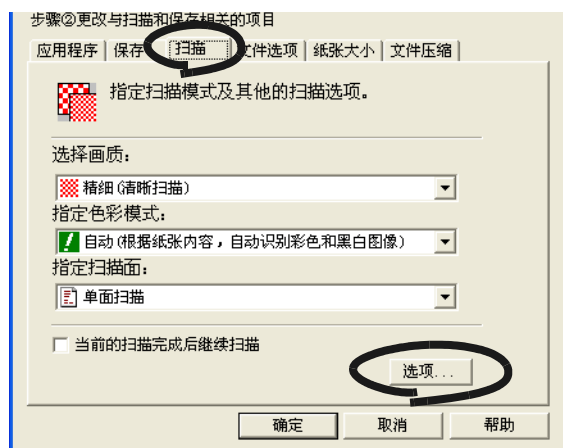 步骤②更改与扫描和保存相关的项目
应用程序 保存 扫描 文件选项 纸张大小 文件压缩
指定扫描模式及其他的扫描选项。
选择画质:
精细(清晰扫描)
指定色彩模式:
自动(根据纸张内容，自动识别彩色和黑白图像)
指定扫描面:
单面扫描
当前的扫描完成后继续扫描
选项...
确定 取消 帮助